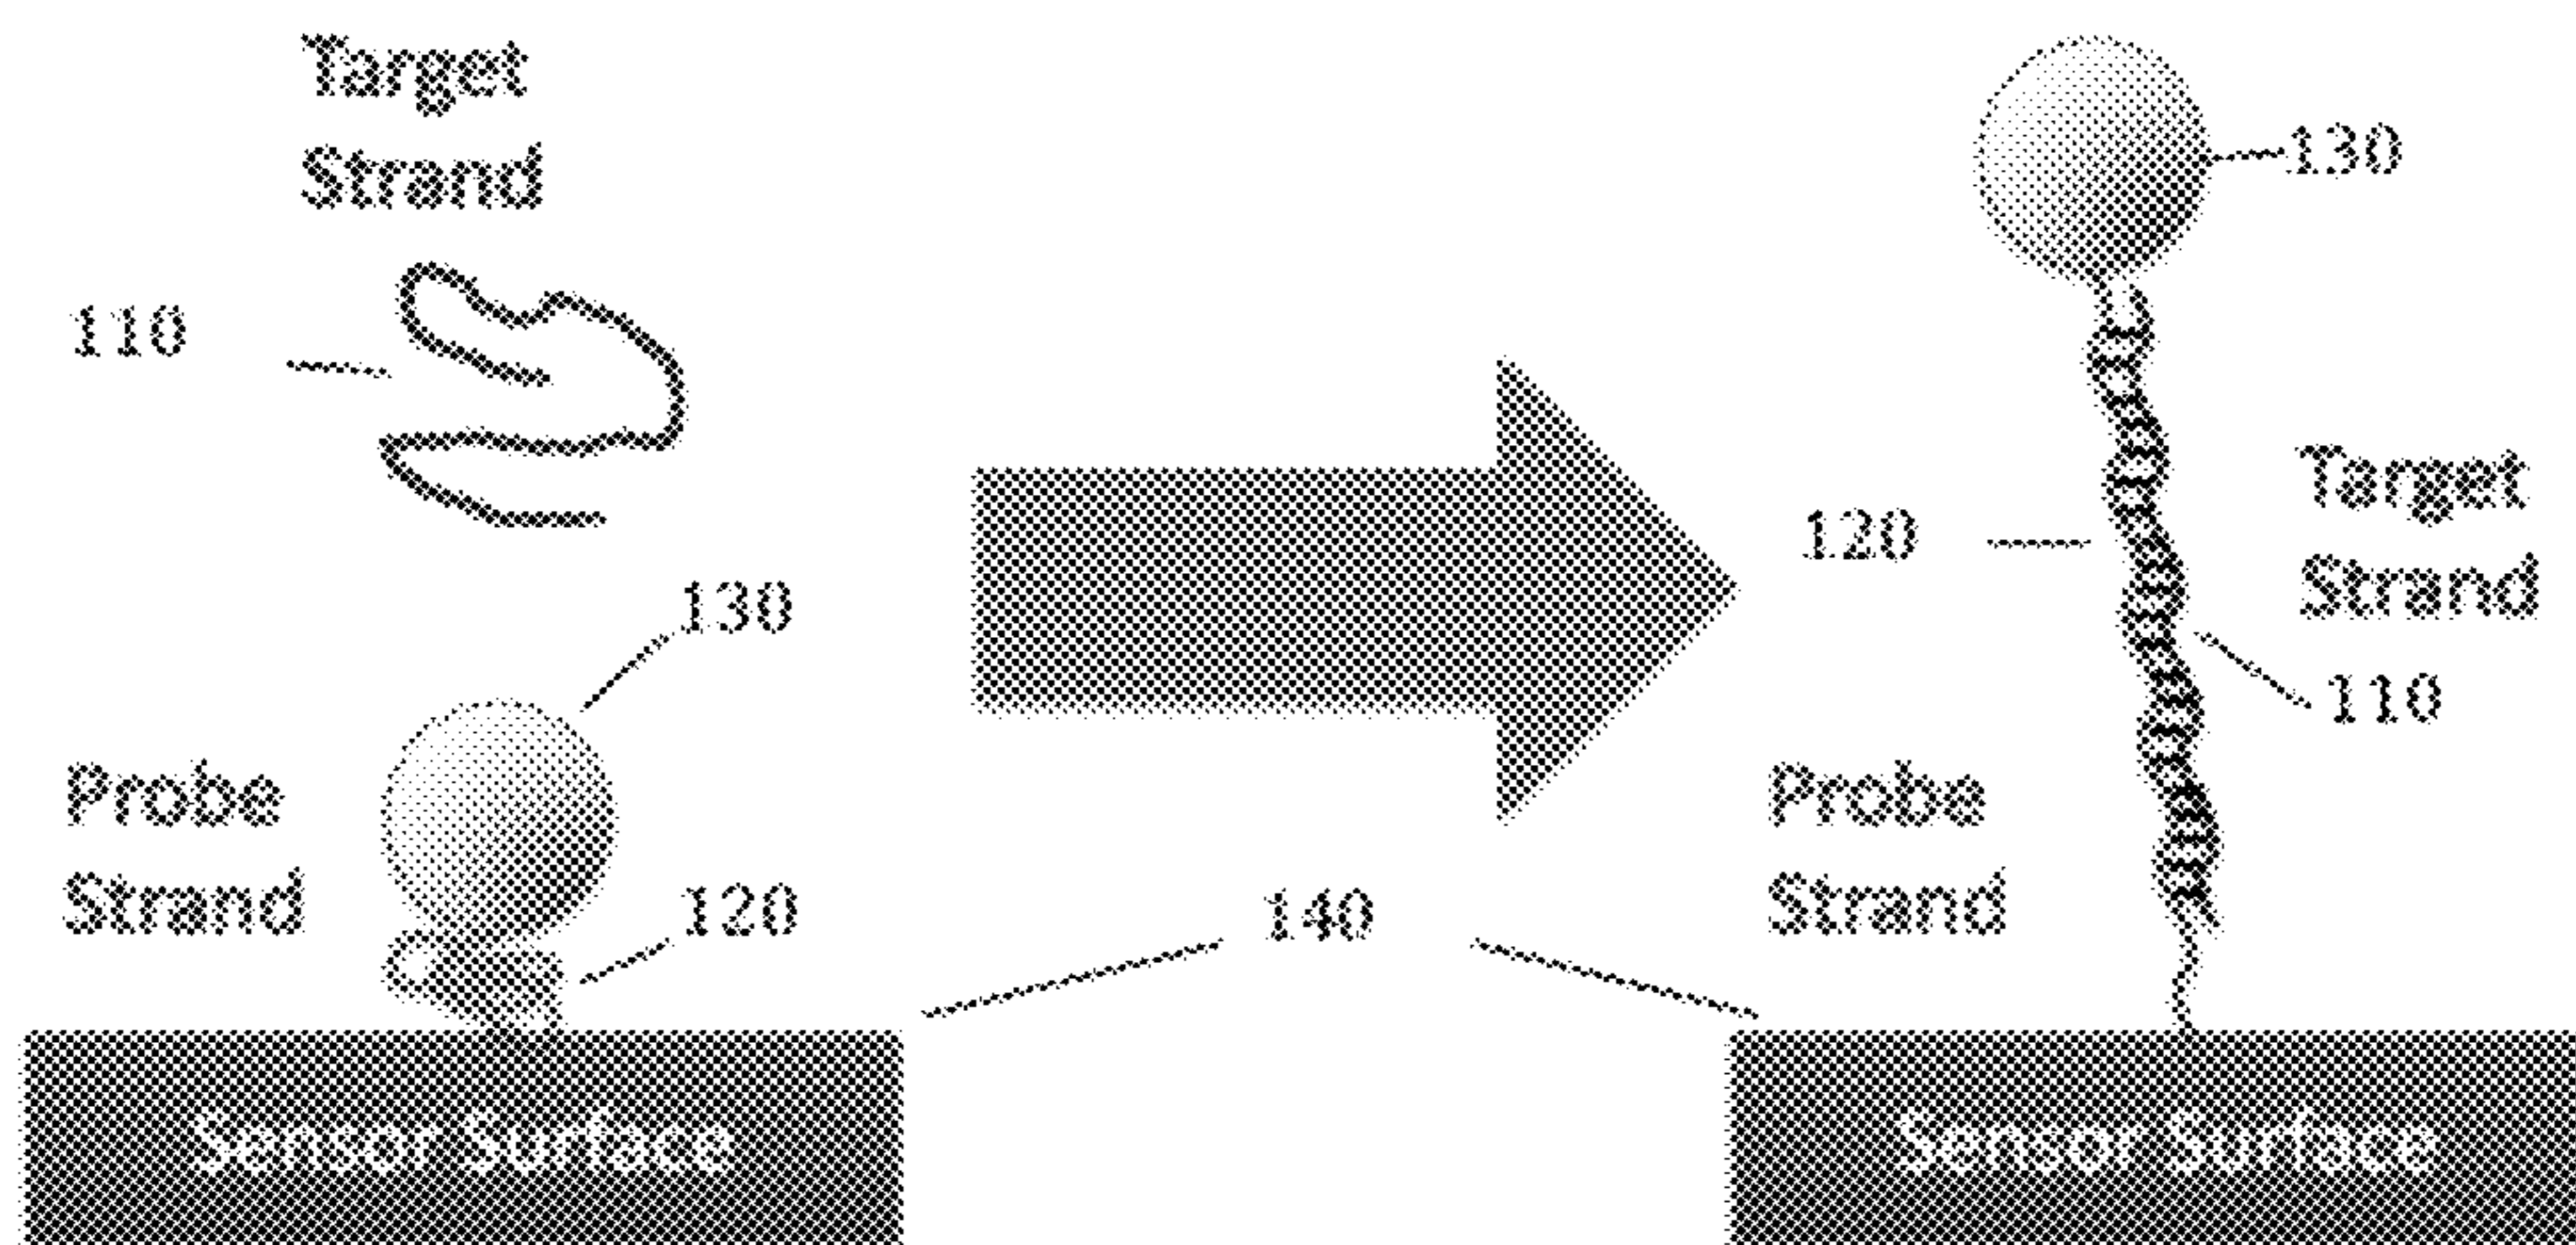 Target
Strand
110
130
Probe
Strand
120
Sensor Surface
140
130
120
Target
Strand
110
Probe
Strand
Sensor Surface